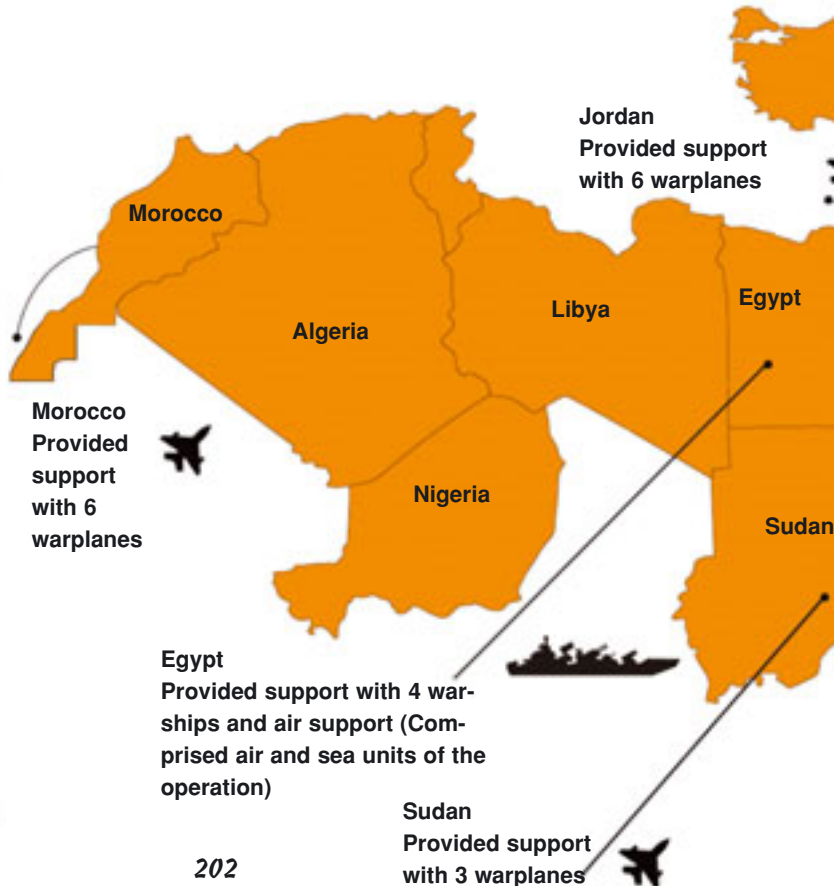 Jordan
Provided support
with 6 warplanes
Morocco
Algeria
Libya
Egypt
Morocco
Provided
support
with 6
warplanes
Nigeria
Sudan
Egypt
Provided support with 4 war-
ships and air support (Com-
prised air and sea units of the
operation)
Sudan
Provided support
with 3 warplanes
202